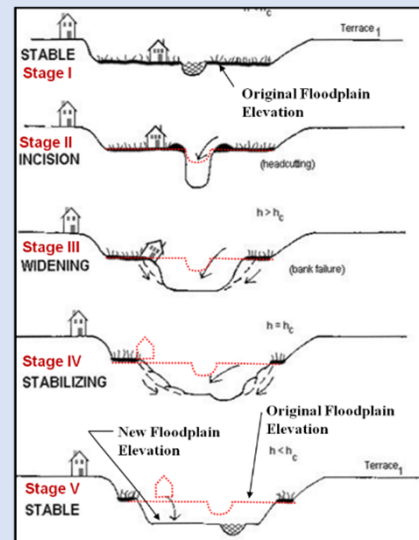 Terrace1
STABLE
Stage I
Original Floodplain
Elevation
Stage II
INCISION
(headcutting)
h > hc
Stage III
WIDENING
(bank failure)
h = hc
Stage IV
STABILIZING
Original Floodplain
Elevation
New Floodplain
Elevation
h < hc
Stage V
STABLE
Terrace1